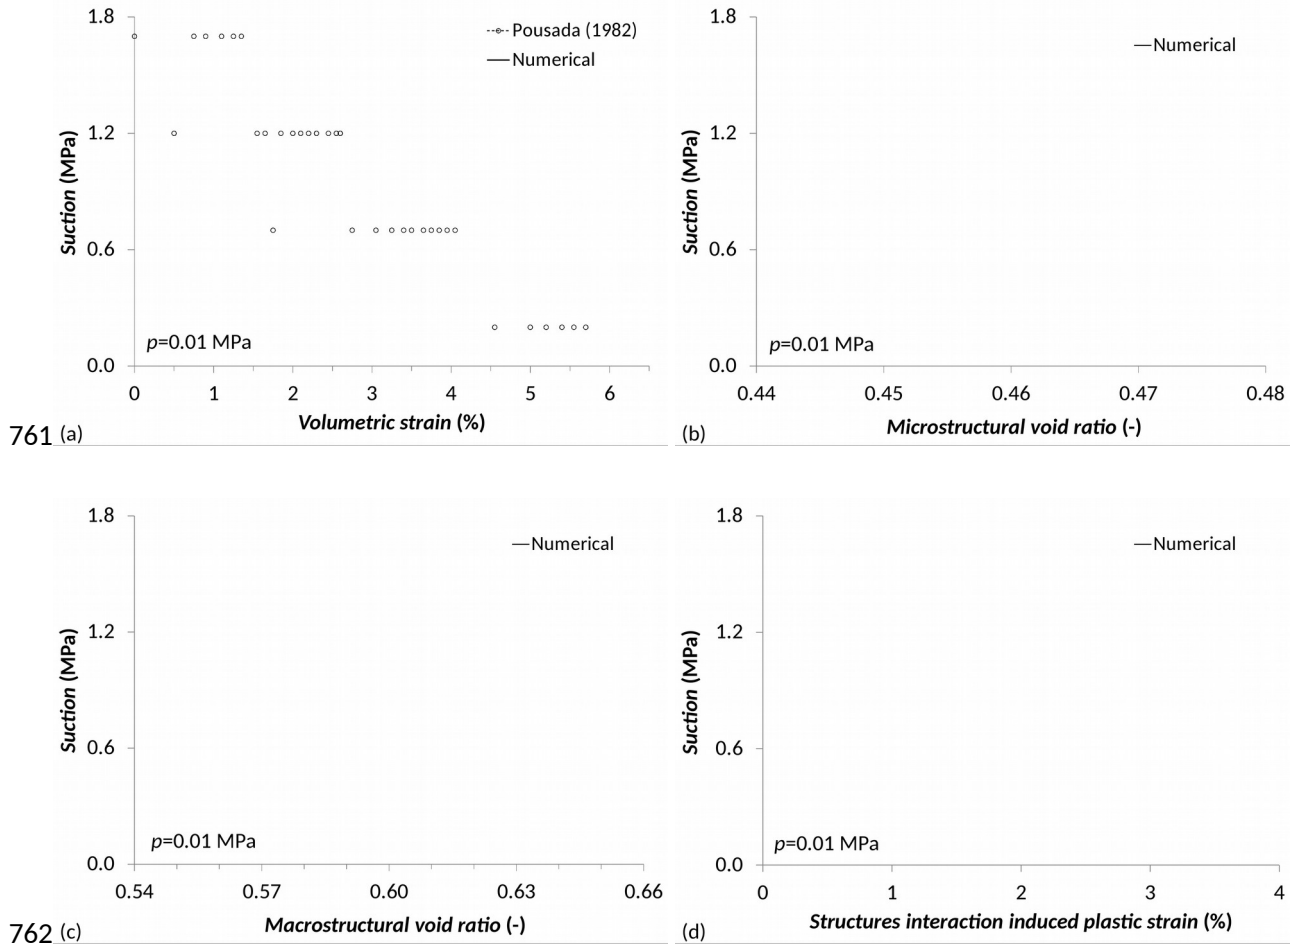 1.8
1.2
0.6
0.0
Suction (MPa)
Pousada (1982)
Numerical
p=0.01 MPa
0 1 2 3 4 5 6
Volumetric strain (%)
761 (a)
1.8
1.2
0.6
0.0
Suction (MPa)
Numerical
p=0.01 MPa
0.44 0.45 0.46 0.47 0.48
Microstructural void ratio (-)
(b)
1.8
1.2
0.6
0.0
Suction (MPa)
Numerical
p=0.01 MPa
0.54 0.57 0.60 0.63 0.66
Macrostructural void ratio (-)
762 (c)
1.8
1.2
0.6
0.0
Suction (MPa)
Numerical
p=0.01 MPa
0 1 2 3 4
Structures interaction induced plastic strain (%)
(d)